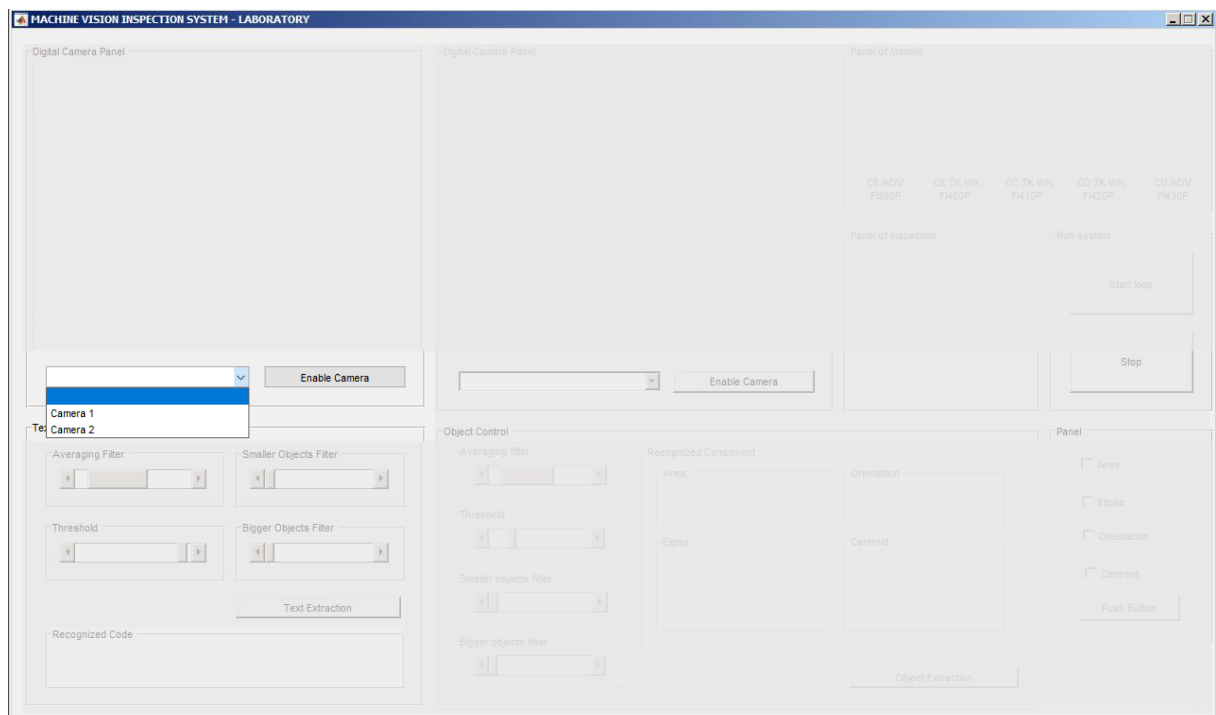 MACHINE VISION INSPECTION SYSTEM - LABORATORY
Digital Camera Panel
Digital Camera Panel
Panel of Models
CE ADV CE TK WK CC TK WK CD TK WK CD ADV
FI390P FI400P FI410P FI420P FI430P
Panel of Inspection
Run system
Start loop
Stop
Enable Camera
Camera 1
Camera 2
Enable Camera
Averaging Filter
Smaller Objects Filter
Threshold
Bigger Objects Filter
Text Extraction
Recognized Code
Object Control
Averaging filter
Threshold
Smaller objects filter
Bigger objects filter
Recognized Component
Area
Orientation
Elipse
Centroid
Object Extraction
Panel
Area
Elipse
Orientation
Centroid
Push Button